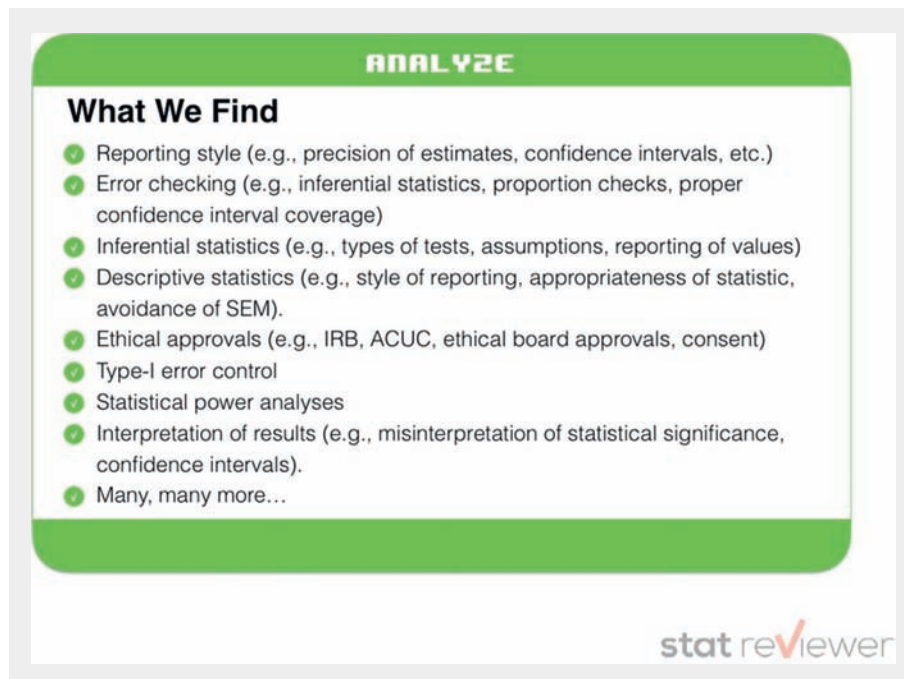 ANALYZE
What We Find
Reporting style (e.g., precision of estimates, confidence intervals, etc.)
Error checking (e.g., inferential statistics, proportion checks, proper
confidence interval coverage)
Inferential statistics (e.g., types of tests, assumptions, reporting of values)
Descriptive statistics (e.g., style of reporting, appropriateness of statistic,
avoidance of SEM).
Ethical approvals (e.g., IRB, ACUC, ethical board approvals, consent)
Type-I error control
Statistical power analyses
Interpretation of results (e.g., misinterpretation of statistical significance,
confidence intervals).
Many, many more…
stat reviewer